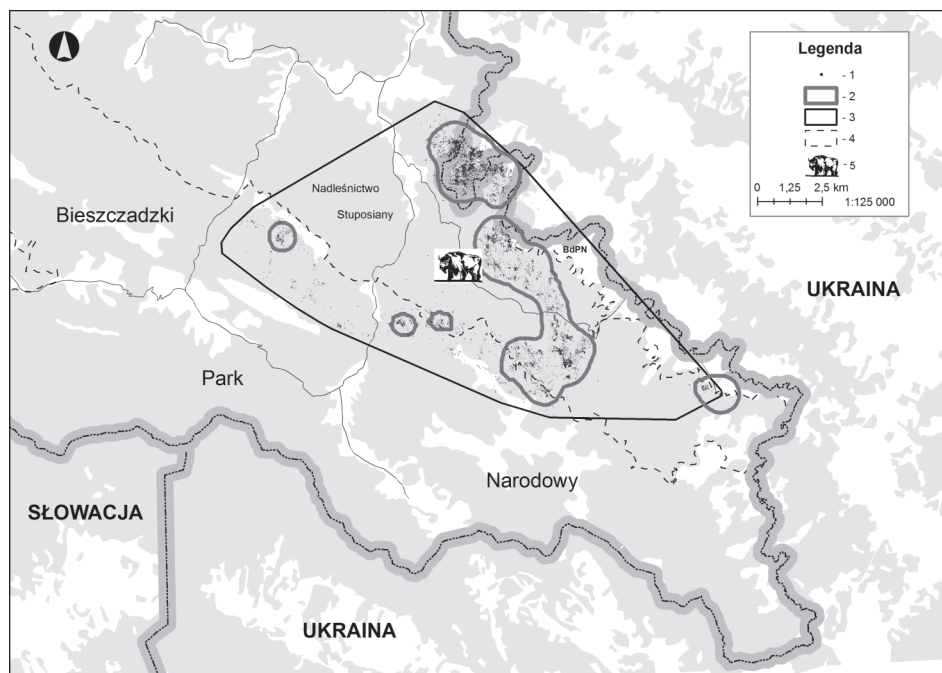 Legenda
- 1
- 2
- 3
- 4
- 5
0 1,25 2,5 km
1:125 000
Nadleśnictwo
Stuposiany
Bieszczadzki
BdPN
UKRAINA
Park
Narodowy
SŁOWACJA
UKRAINA